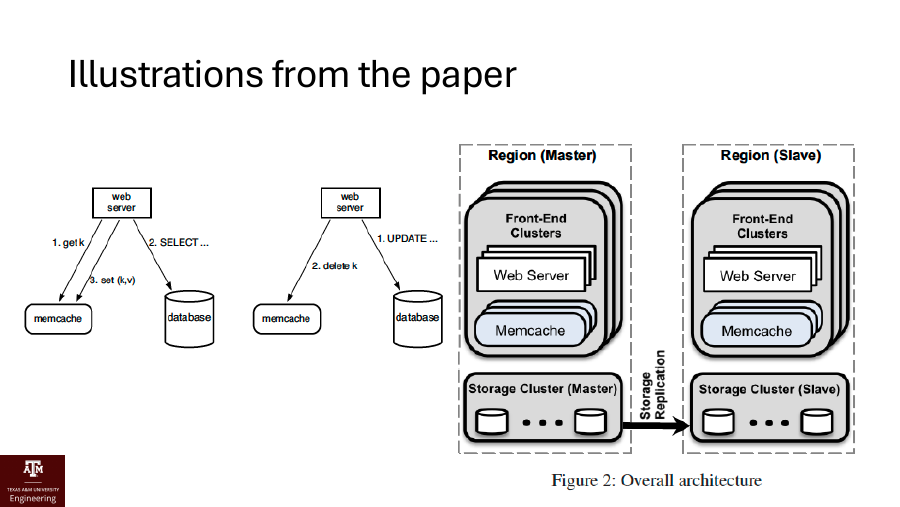 Illustrations from the paper
web
server
1. get k
2. SELECT ...
3. set (k,v)
memcache
database
web
server
1. UPDATE ...
2. delete k
memcache
database
Region (Master)
Front-End
Clusters
Web Server
Memcache
Storage Cluster (Master)
Storage
Replication
Region (Slave)
Front-End
Clusters
Web Server
Memcache
Storage Cluster (Slave)
Figure 2: Overall architecture
ATM
TEXAS A&M UNIVERSITY
Engineering